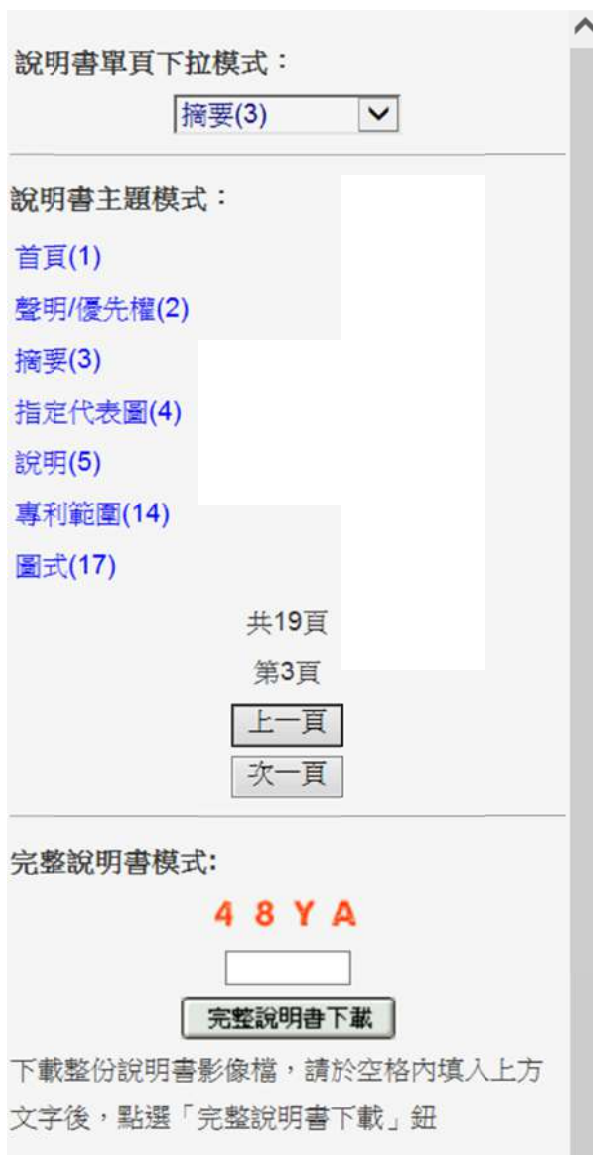 說明書單頁下拉模式：
摘要(3)
說明書主題模式：
首頁(1)
聲明/優先權(2)
摘要(3)
指定代表圖(4)
說明(5)
專利範圍(14)
圖式(17)
共19頁
第3頁
上一頁
次一頁
完整說明書模式:
4 8 Y A
完整說明書下載
下載整份說明書影像檔，請於空格內填入上方
文字後，點選「完整說明書下載」鈕